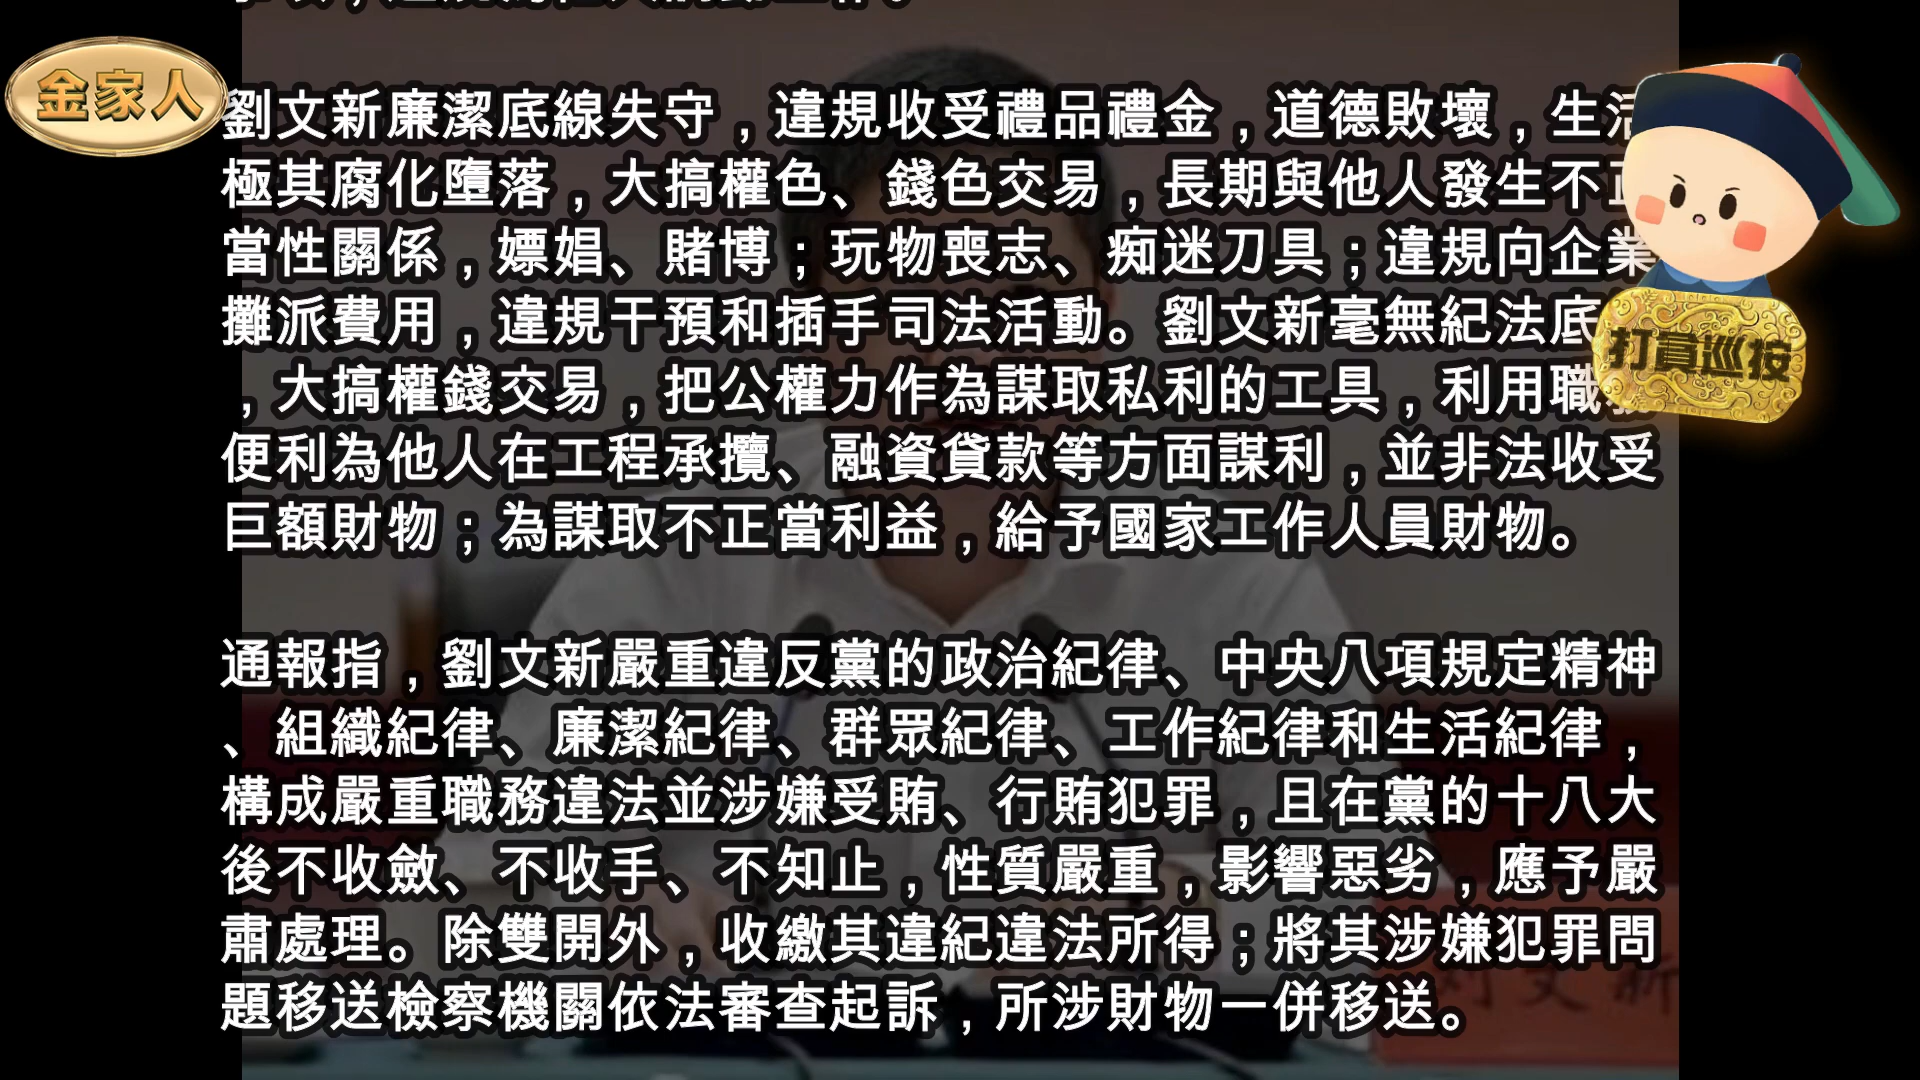 金家人
劉文新廉潔底線失守，違規收受禮品禮金，道德敗壞，生活
極其腐化墮落，大搞權色、錢色交易，長期與他人發生不正
當性關係，嫖娼、賭博；玩物喪志、痴迷刀具；違規向企業
攤派費用，違規干預和插手司法活動。劉文新毫無紀法底
，大搞權錢交易，把公權力作為謀取私利的工具，利用職務
便利為他人在工程承攬、融資貸款等方面謀利，並非法收受
巨額財物；為謀取不正當利益，給予國家工作人員財物。
打貪巡按
通報指，劉文新嚴重違反黨的政治紀律、中央八項規定精神
、組織紀律、廉潔紀律、群眾紀律、工作紀律和生活紀律，
構成嚴重職務違法並涉嫌受賄、行賄犯罪，且在黨的十八大
後不收斂、不收手、不知止，性質嚴重，影響惡劣，應予嚴
肅處理。除雙開外，收繳其違紀違法所得；將其涉嫌犯罪問
題移送檢察機關依法審查起訴，所涉財物一併移送。
刘文新